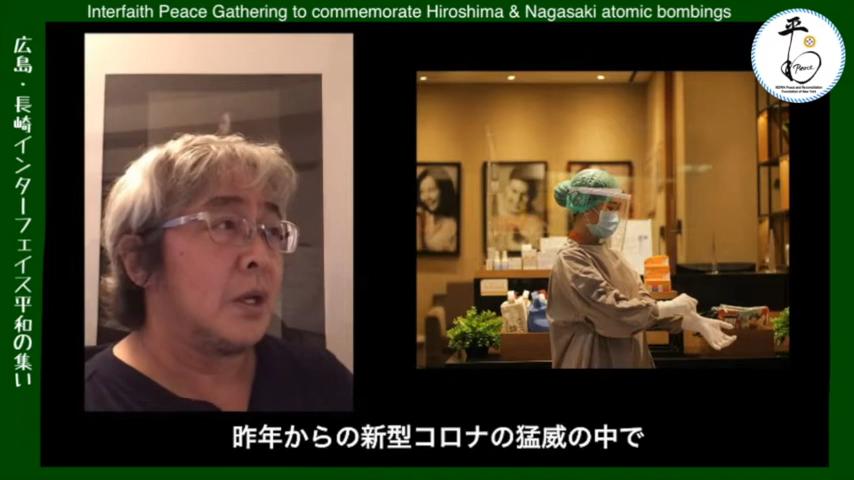 Interfaith Peace Gathering to commemorate Hiroshima & Nagasaki atomic bombings
広島・長崎インターフェイス平和の集い
平
Peace
昨年からの新型コロナの猛威の中で